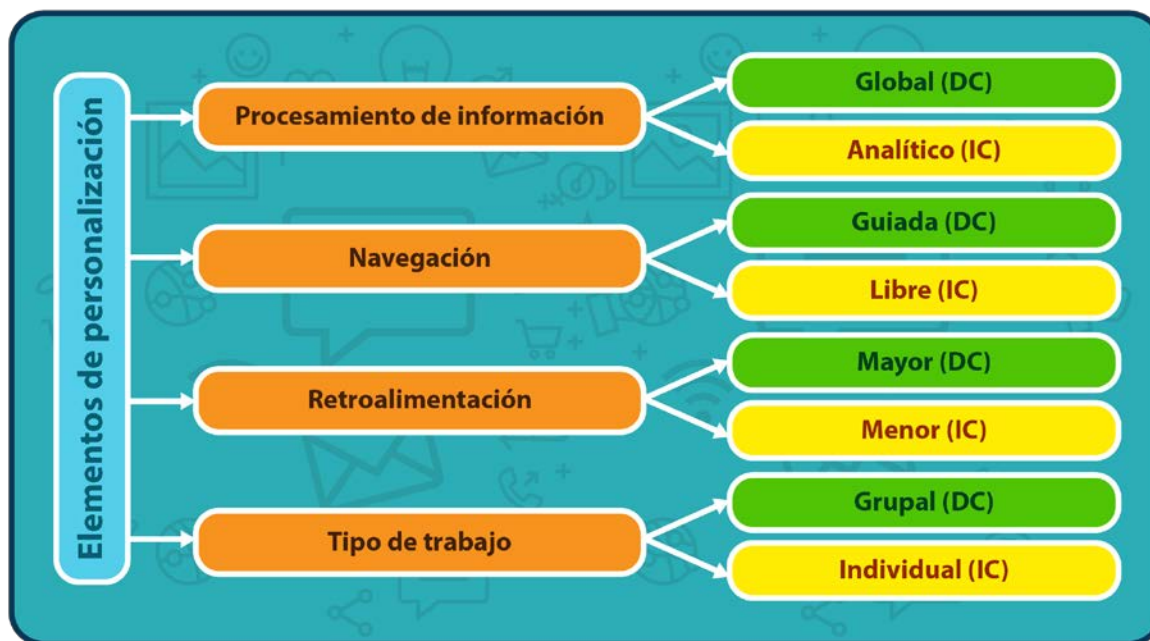 Elementos de personalización
Procesamiento de información
Global (DC)
Analítico (IC)
Navegación
Guiada (DC)
Libre (IC)
Retroalimentación
Mayor (DC)
Menor (IC)
Tipo de trabajo
Grupal (DC)
Individual (IC)